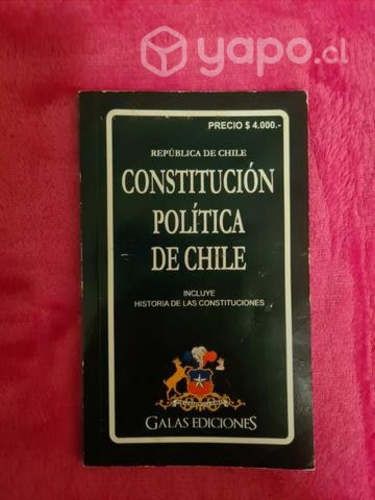 yapo.cl
PRECIO $ 4.000.-
REPÚBLICA DE CHILE
CONSTITUCIÓN
POLÍTICA
DE CHILE
INCLUYE
HISTORIA DE LAS CONSTITUCIONES
GALAS EDICIONES